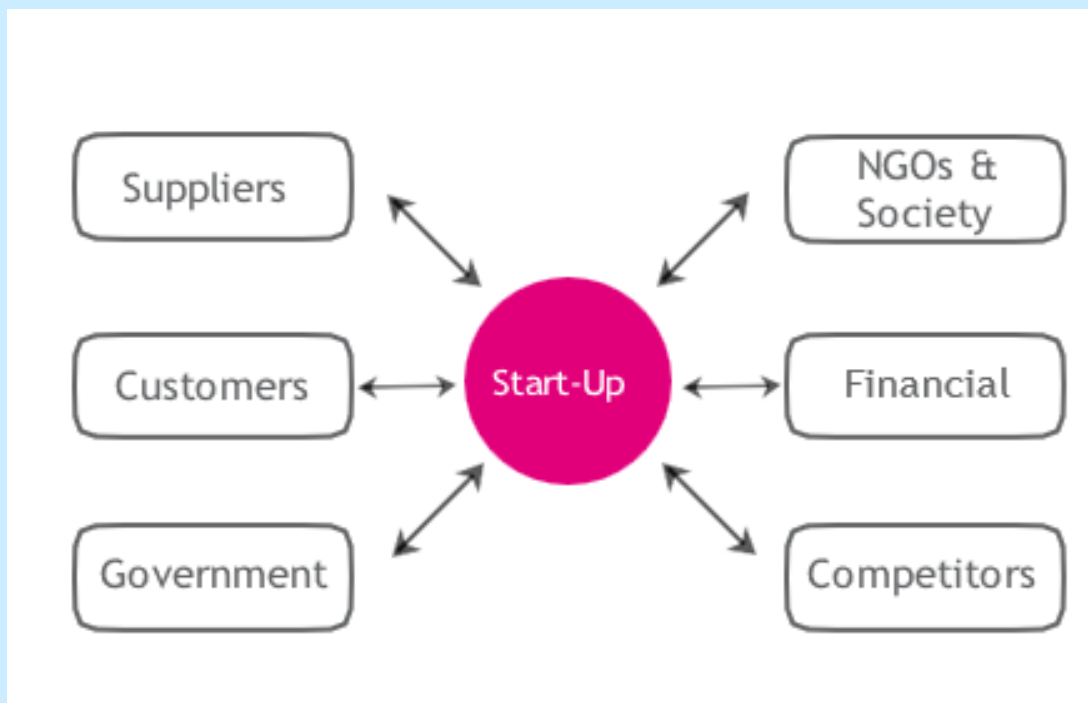 Suppliers
NGOs &
Society
Customers
Start-Up
Financial
Government
Competitors